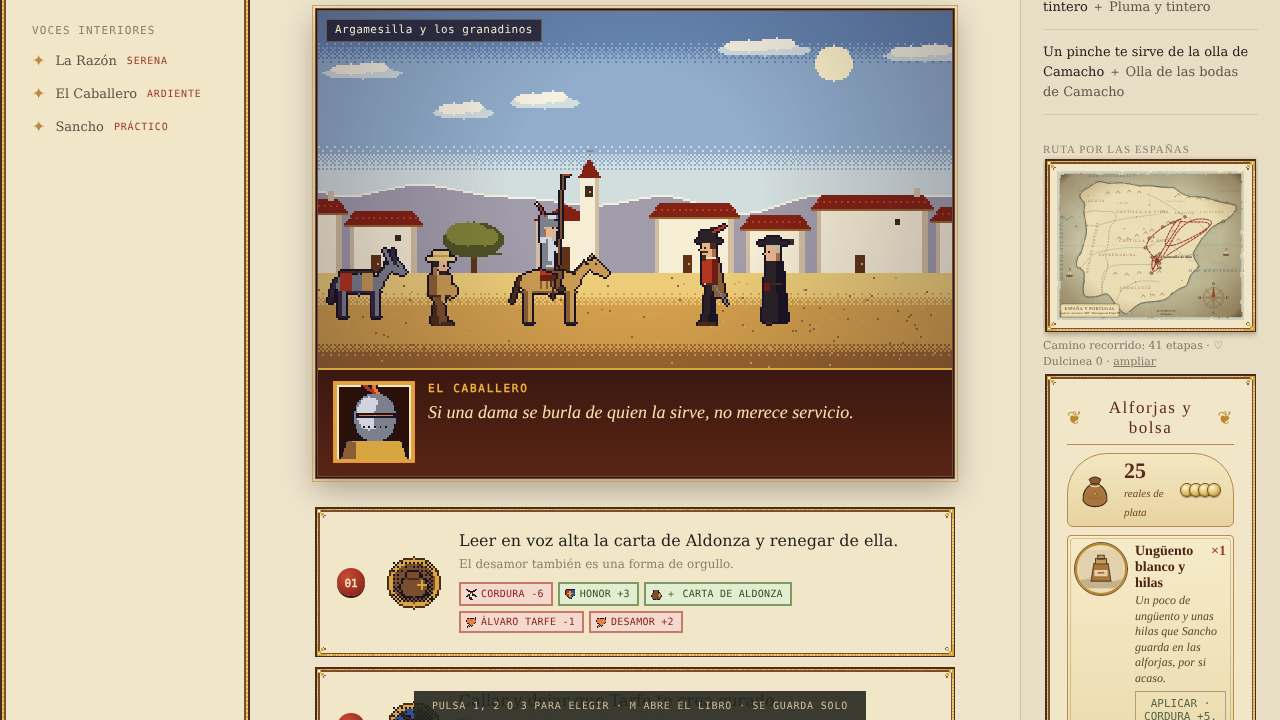 VOCES INTERIORES
✦ La Razón SERENA
✦ El Caballero ARDIENTE
✦ Sancho PRÁCTICO
Argamesilla y los granadinos
EL CABALLERO
Si una dama se burla de quien la sirve, no merece servicio.
01
Leer en voz alta la carta de Aldonza y renegar de ella.
El desamor también es una forma de orgullo.
CORDURA -6
HONOR +3
+ CARTA DE ALDONZA
ÁLVARO TARFE -1
DESAMOR +2
PULSA 1, 2 O 3 PARA ELEGIR · M ABRE EL LIBRO · SE GUARDA SOLO
tintero + Pluma y tintero
Un pinche te sirve de la olla de
Camacho + Olla de las bodas
de Camacho
RUTA POR LAS ESPAÑAS
ESPAÑA Y PORTUGAL
Camino recorrido: 41 etapas · ♡
Dulcinea 0 · ampliar
Alforjas y
bolsa
25
reales de
plata
Ungüento
blanco y
hilas
×1
Un poco de
ungüento y unas
hilas que Sancho
guarda en las
alforjas, por si
acaso.
APLICAR ·
CORDURA +5,